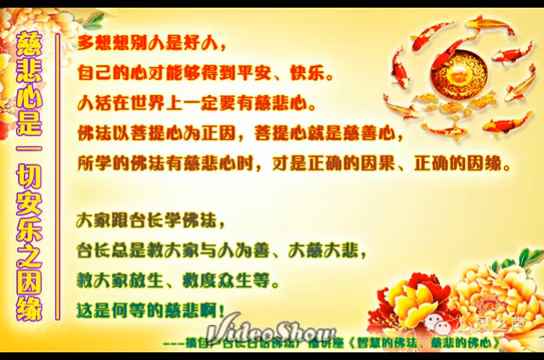 慈悲心是一切安乐之因缘
多想想别人是好人，
自己的心才能够得到平安、快乐。
人活在世界上一定要有慈悲心。
佛法以菩提心为正因，菩提心就是慈善心，
所学的佛法有慈悲心时，才是正确的因果、正确的因缘。
大家跟台长学佛法，
台长总是教大家与人为善、大慈大悲，
教大家放生、救度众生等。
这是何等的慈悲啊！
VideoShow
---摘自卢台长白话佛法广播讲座《智慧的佛法、慈悲的佛心》